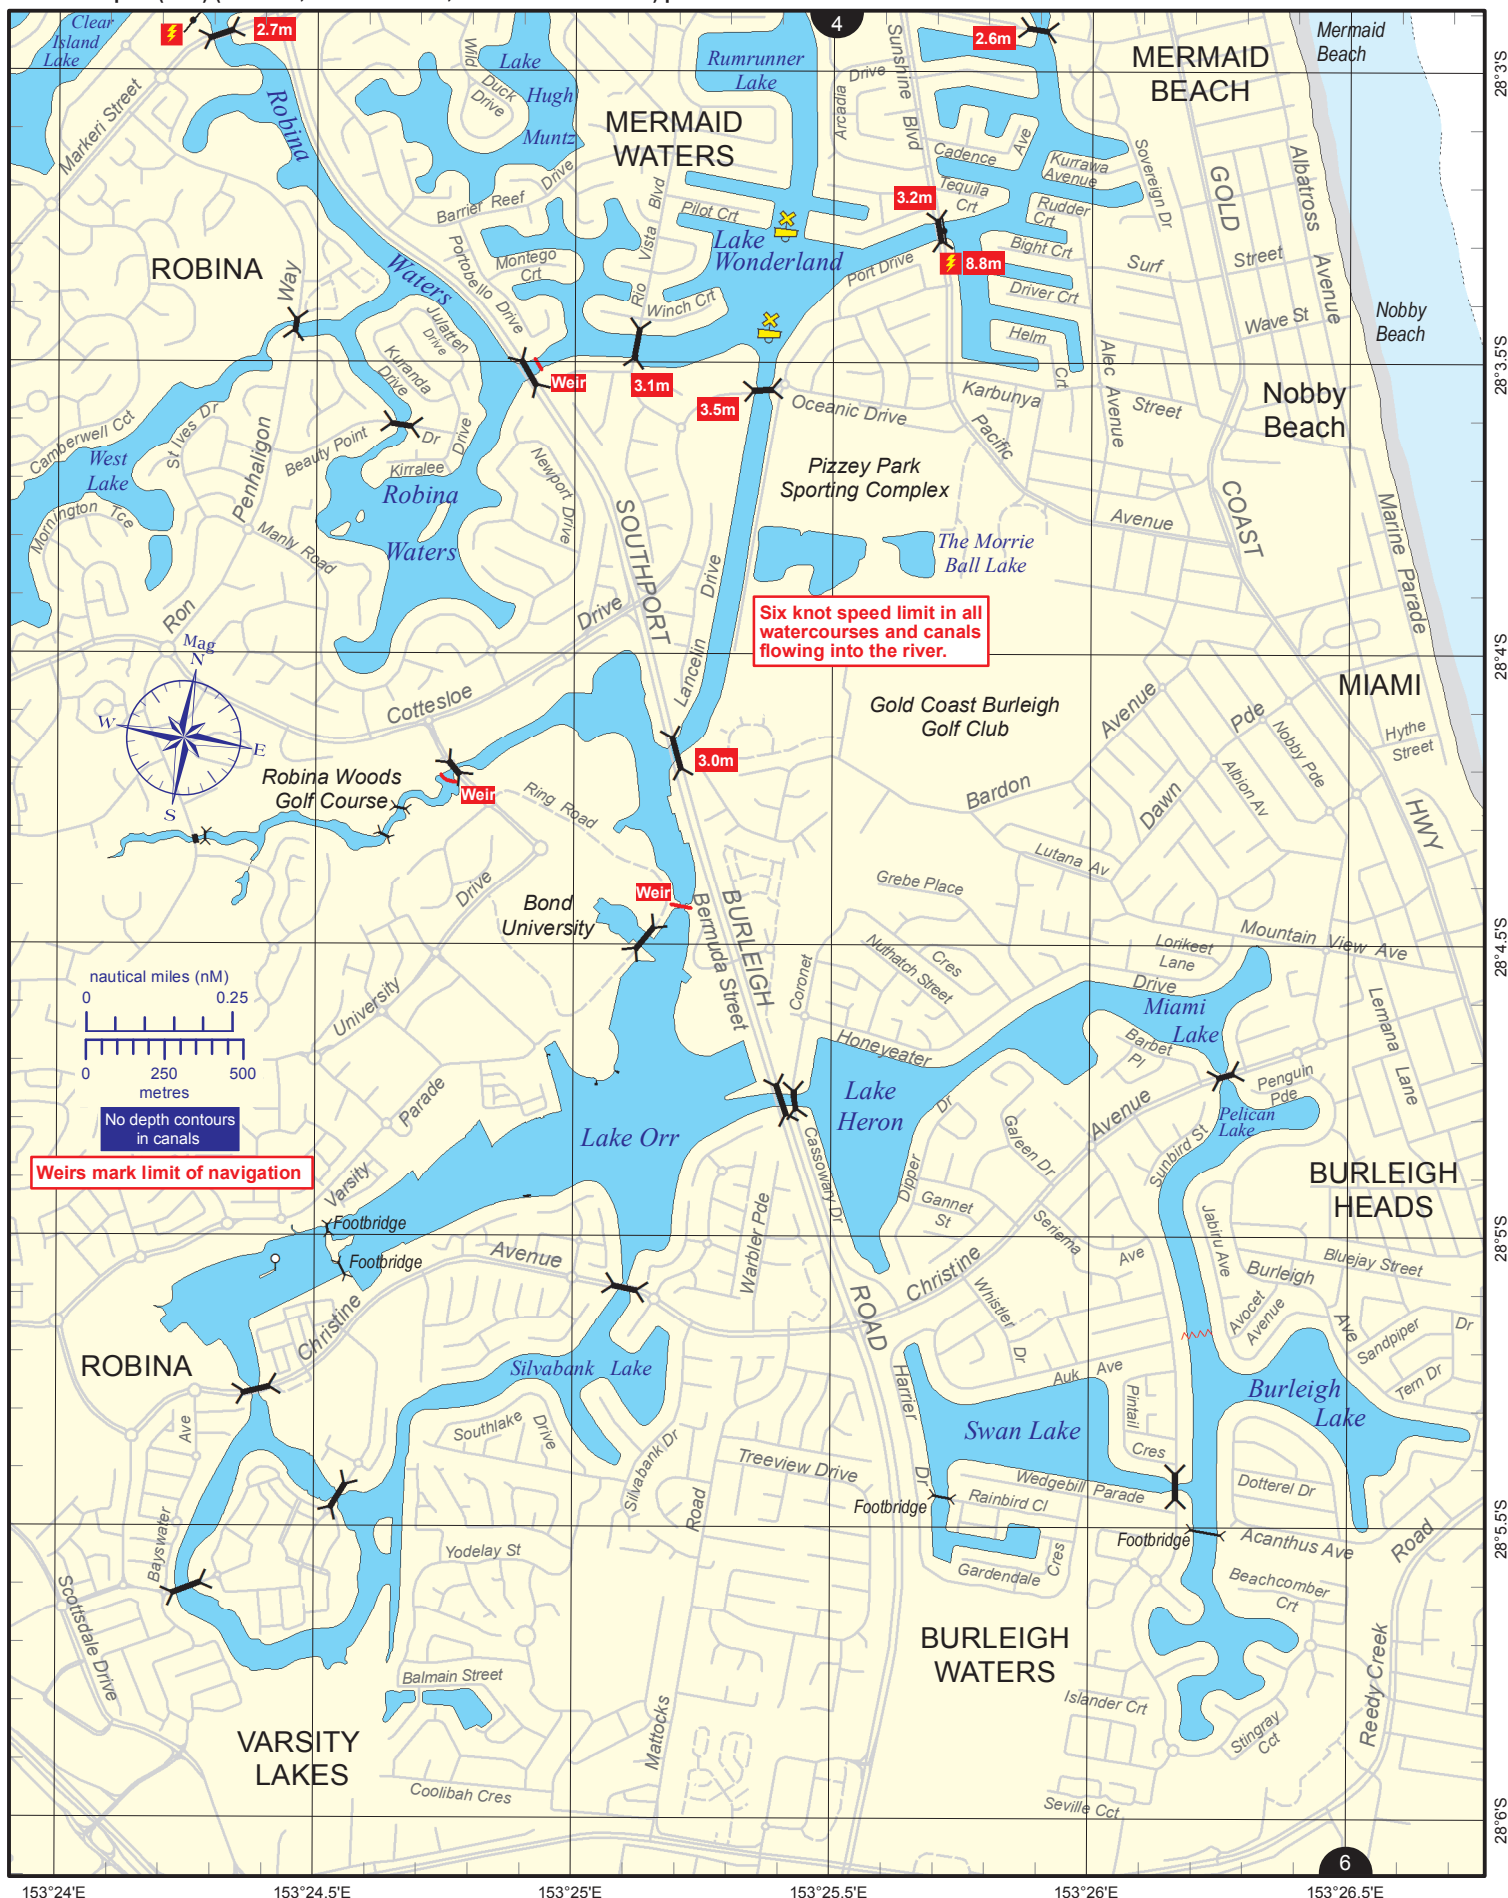 4
Clear
Island
Lake
2.7m
Wild
Duck
Drive
Lake
Hugh
Muntz
Rumrunner
Lake
Arcadia Drive
Sunshine Blvd
2.6m
MERMAID
BEACH
Mermaid
Beach
28°3'S
Markeri Street
Robina
Waters
MERMAID
WATERS
Cadence
Ave
Kurrawa
Avenue
Sovereign Dr
GOLD
COAST
HWY
Albatross
Avenue
Barrier Reef Drive
Rio Vista Blvd
Pilot Crt
3.2m
Tequila
Crt
Rudder
Crt
Bight Crt
Surf
Street
ROBINA
Portobello Drive
Montego
Crt
Lake
Wonderland
Port Drive
8.8m
Driver Crt
Winch Crt
Helm
Crt
Wave St
Nobby
Beach
Julatten
Drive
Kuranda
Drive
Weir
3.1m
3.5m
28°3.5'S
Alec Avenue
Karbunya
Street
Oceanic Drive
Pacific
Avenue
Nobby
Beach
Camberwell Cct
St Ives Dr
West
Lake
Mornington Tce
Ron
Penhaligon
Way
Beauty Point
Dr
Kirralee
Drive
Robina
Waters
Manly Road
Newport Drive
SOUTHPORT
BURLEIGH
ROAD
Pizzey Park
Sporting Complex
The Morrie
Ball Lake
Marine Parade
Lancelin
Drive
Six knot speed limit in all
watercourses and canals
flowing into the river.
28°4'S
Mag
N
W
E
S
Cottesloe
Drive
Gold Coast Burleigh
Golf Club
MIAMI
Avenue
Pde
Nobby Pde
Hythe
Street
Robina Woods
Golf Course
Weir
Ring Road
3.0m
Bardon
Dawn
Albion Av
Lutana Av
Grebe Place
Weir
Bond
University
Drive
University
Bermuda Street
Coronet
Nuthatch Street
Cres
Lorikeet
Lane
Mountain View Ave
28°4.5'S
nautical miles (nM)
0
0.25
0
250
500
metres
No depth contours
in canals
Weirs mark limit of navigation
Parade
Varsity
Honeyeater
Drive
Miami
Lake
Barbet
Pl
Lemana Lane
Lake
Heron
Penguin
Pde
Pelican
Lake
Avenue
Galeen Dr
Sunbird St
Lake Orr
Cassowary Dr
Dipper
Dr
Gannet
St
BURLEIGH
HEADS
Footbridge
Footbridge
Warbler Pde
Seriema
Ave
Jabiru Ave
Bluejay Street
28°5'S
Avenue
Christine
Christine
Whistler
Dr
Burleigh
Ave
Avocet
Avenue
Sandpiper
Dr
Tern Dr
ROBINA
Silvabank Lake
Harrier
Dr
Auk Ave
Pintail
Cres
Burleigh
Lake
Ave
Bayswater
Southlake
Drive
Silvabank Dr
Treeview Drive
Swan Lake
Wedgebill Parade
Rainbird Cl
Footbridge
Dotterel Dr
Footbridge
Acanthus Ave
Road
28°5.5'S
Yodelay St
Road
Mattocks
Gardendale
Cres
Beachcomber
Crt
Scottsdale Drive
Balmain Street
BURLEIGH
WATERS
Islander Crt
Stingray
Cct
Reedy Creek
VARSITY
LAKES
Coolibah Cres
Seville Cct
28°6'S
6
153°24'E
153°24.5'E
153°25'E
153°25.5'E
153°26'E
153°26.5'E